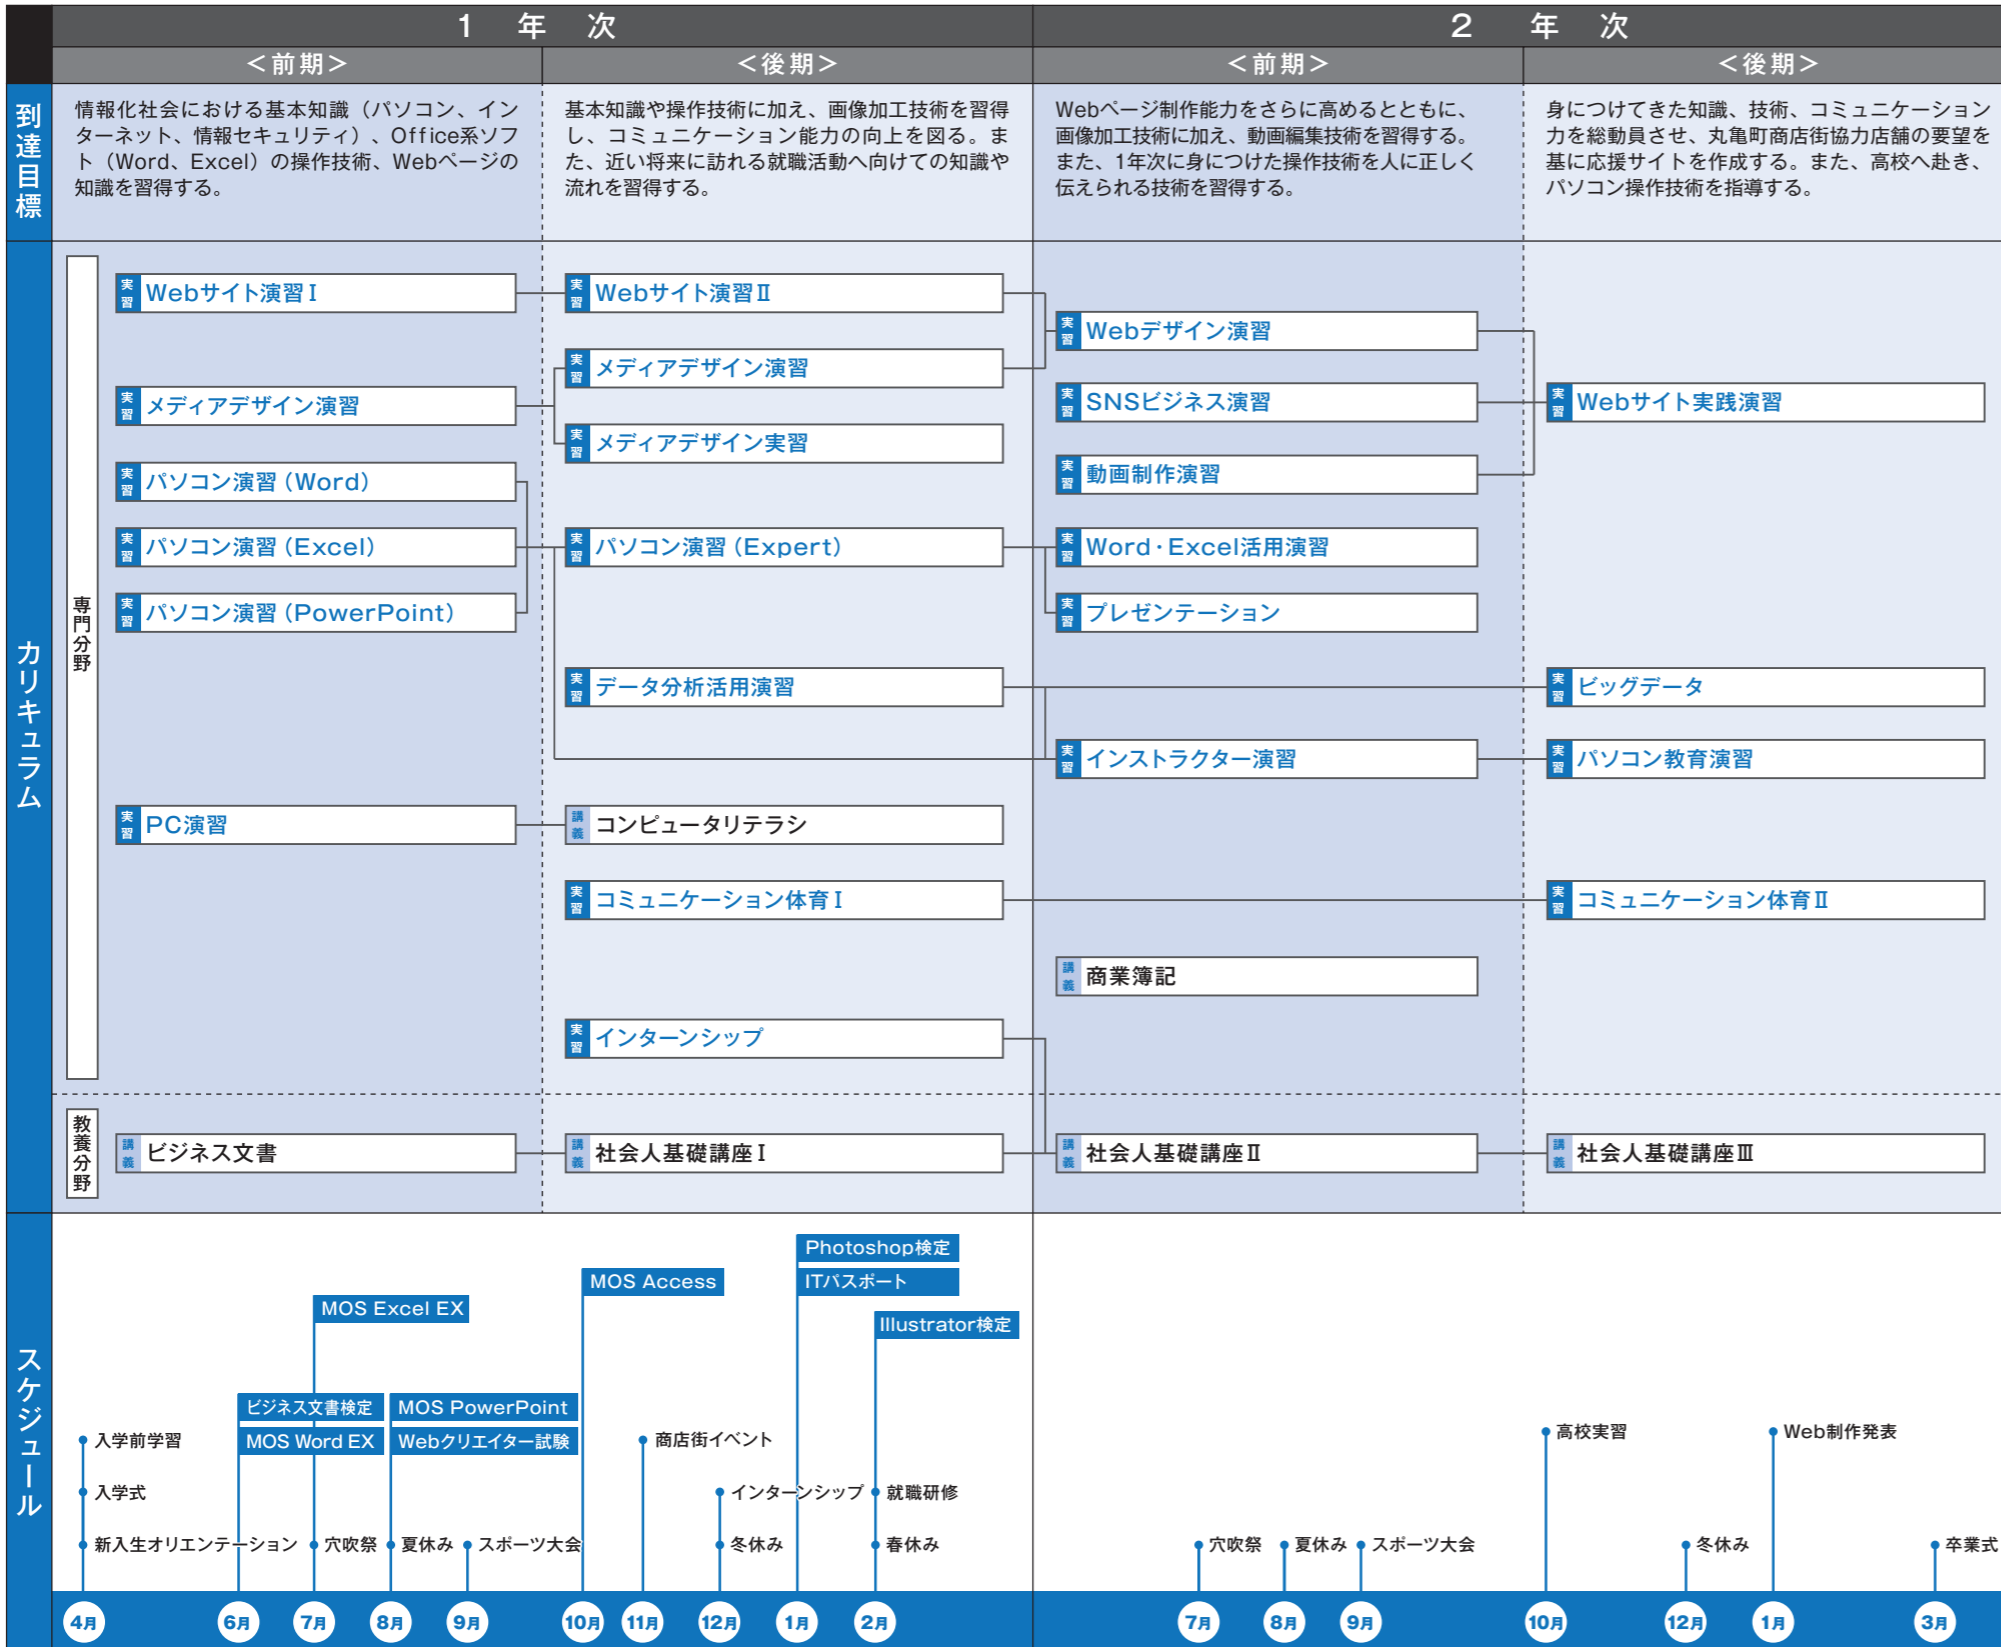 1 年 次
2 年 次
＜前期＞
＜後期＞
＜前期＞
＜後期＞
到達目標
情報化社会における基本知識（パソコン、イン
ターネット、情報セキュリティ）、Office系ソフ
ト（Word、Excel）の操作技術、Webページの
知識を習得する。
基本知識や操作技術に加え、画像加工技術を習得
し、コミュニケーション能力の向上を図る。ま
た、近い将来に訪れる就職活動へ向けての知識や
流れを習得する。
Webページ制作能力をさらに高めるとともに、
画像加工技術に加え、動画編集技術を習得する。
また、1年次に身につけた操作技術を人に正しく
伝えられる技術を習得する。
身につけてきた知識、技術、コミュニケーション
力を総動員させ、丸亀町商店街協力店舗の要望を
基に応援サイトを作成する。また、高校へ赴き、
パソコン操作技術を指導する。
カリキュラム
専門分野
実習 Webサイト演習Ⅰ
実習 メディアデザイン演習
実習 パソコン演習（Word）
実習 パソコン演習（Excel）
実習 パソコン演習（PowerPoint）
実習 PC演習
実習 Webサイト演習Ⅱ
実習 メディアデザイン演習
実習 メディアデザイン実習
実習 パソコン演習（Expert）
実習 データ分析活用演習
講義 コンピュータリテラシ
実習 コミュニケーション体育Ⅰ
実習 インターンシップ
実習 Webデザイン演習
実習 SNSビジネス演習
実習 動画制作演習
実習 Word・Excel活用演習
実習 プレゼンテーション
実習 インストラクター演習
講義 商業簿記
実習 Webサイト実践演習
実習 ビッグデータ
実習 パソコン教育演習
実習 コミュニケーション体育Ⅱ
教養分野
講義 ビジネス文書
講義 社会人基礎講座Ⅰ
講義 社会人基礎講座Ⅱ
講義 社会人基礎講座Ⅲ
スケジュール
Photoshop検定
ITパスポート
MOS Access
MOS Excel EX
Illustrator検定
ビジネス文書検定
MOS Word EX
MOS PowerPoint
Webクリエイター試験
入学前学習
入学式
新入生オリエンテーション
穴吹祭
夏休み
スポーツ大会
商店街イベント
インターンシップ
冬休み
就職研修
春休み
穴吹祭
夏休み
スポーツ大会
高校実習
冬休み
Web制作発表
卒業式
4月
6月
7月
8月
9月
10月
11月
12月
1月
2月
7月
8月
9月
10月
12月
1月
3月